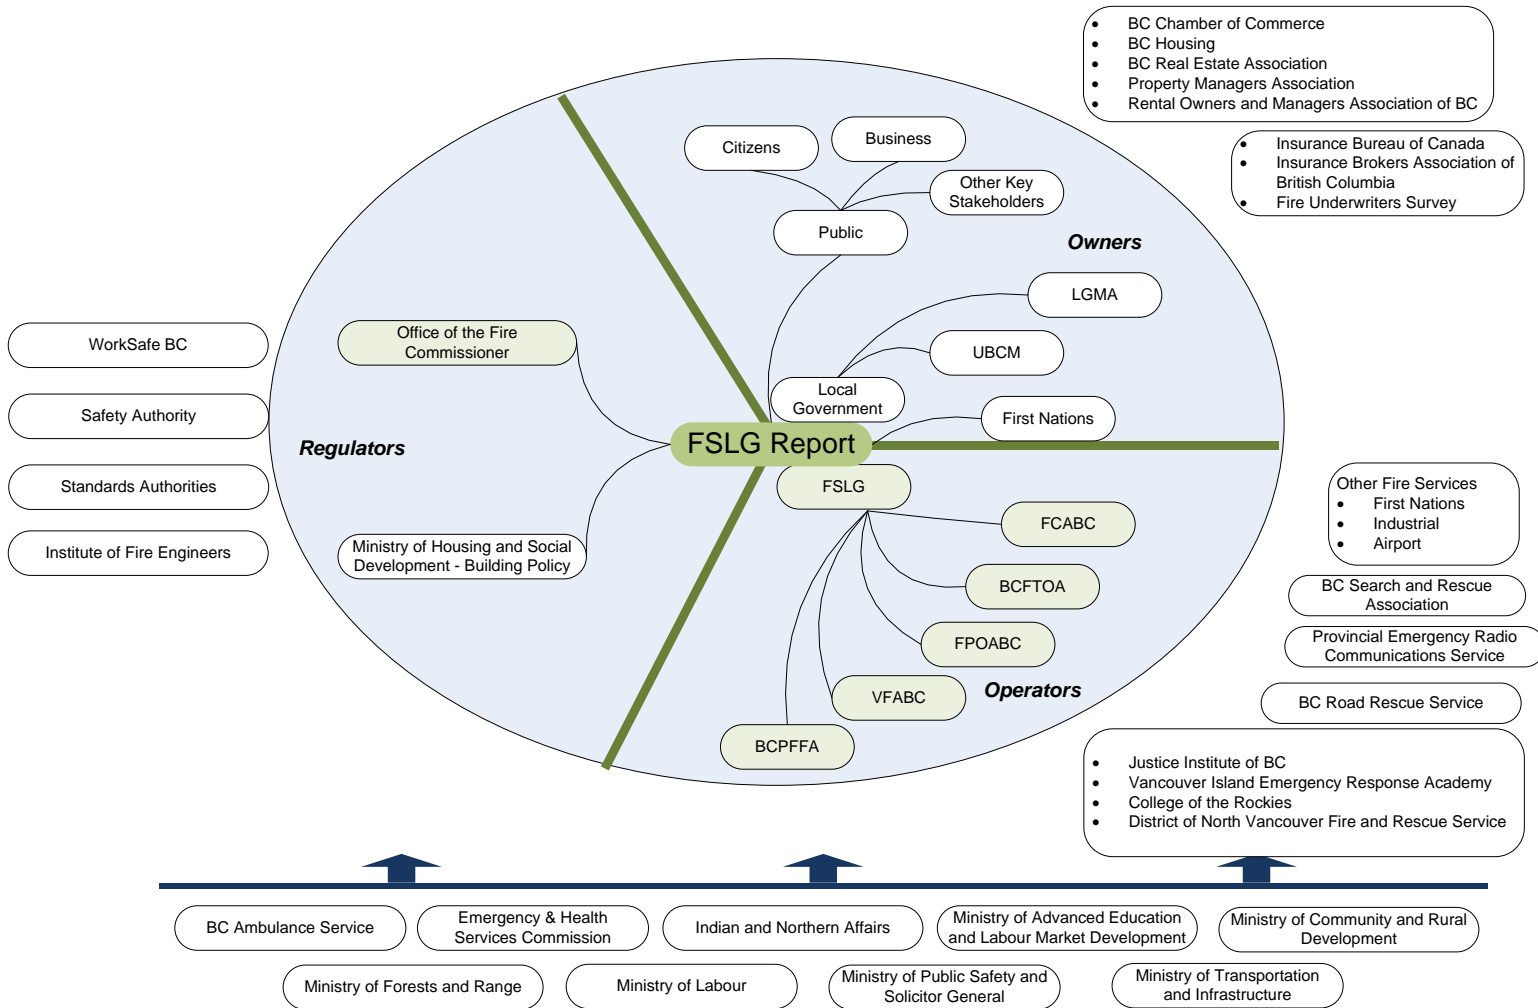 BC Chamber of Commerce
BC Housing
BC Real Estate Association
Property Managers Association
Rental Owners and Managers Association of BC
Insurance Bureau of Canada
Insurance Brokers Association of
British Columbia
Fire Underwriters Survey
Citizens
Business
Other Key
Stakeholders
Public
Owners
LGMA
UBCM
Local
Government
First Nations
Office of the Fire
Commissioner
Regulators
Ministry of Housing and Social
Development - Building Policy
FSLG Report
WorkSafe BC
Safety Authority
Standards Authorities
Institute of Fire Engineers
FSLG
FCABC
BCFTOA
FPOABC
VFABC
BCPFFA
Operators
Other Fire Services
First Nations
Industrial
Airport
BC Search and Rescue
Association
Provincial Emergency Radio
Communications Service
BC Road Rescue Service
Justice Institute of BC
Vancouver Island Emergency Response Academy
College of the Rockies
District of North Vancouver Fire and Rescue Service
BC Ambulance Service
Emergency & Health
Services Commission
Indian and Northern Affairs
Ministry of Advanced Education
and Labour Market Development
Ministry of Community and Rural
Development
Ministry of Forests and Range
Ministry of Labour
Ministry of Public Safety and
Solicitor General
Ministry of Transportation
and Infrastructure